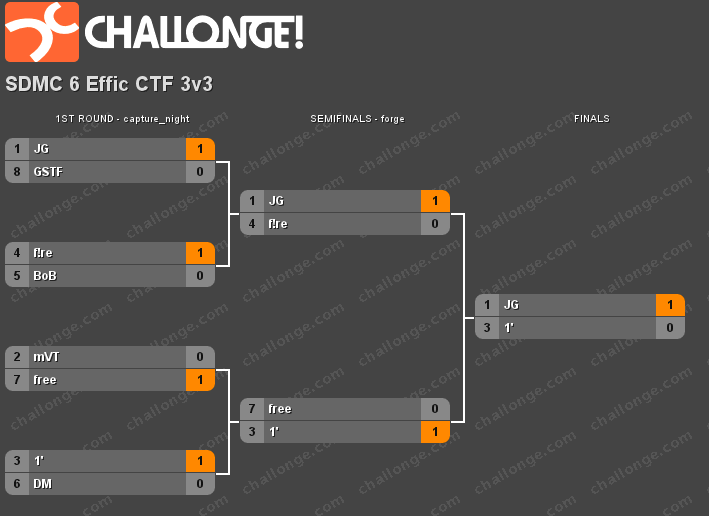 CHALLONGE!
SDMC 6 Effic CTF 3v3
1ST ROUND - capture_night
SEMIFINALS - forge
FINALS
1 JG 1
8 GSTF 0
4 f!re 1
5 BoB 0
2 mVT 0
7 free 1
3 1' 1
6 DM 0
1 JG 1
4 f!re 0
7 free 0
3 1' 1
1 JG 1
3 1' 0
challonge.com